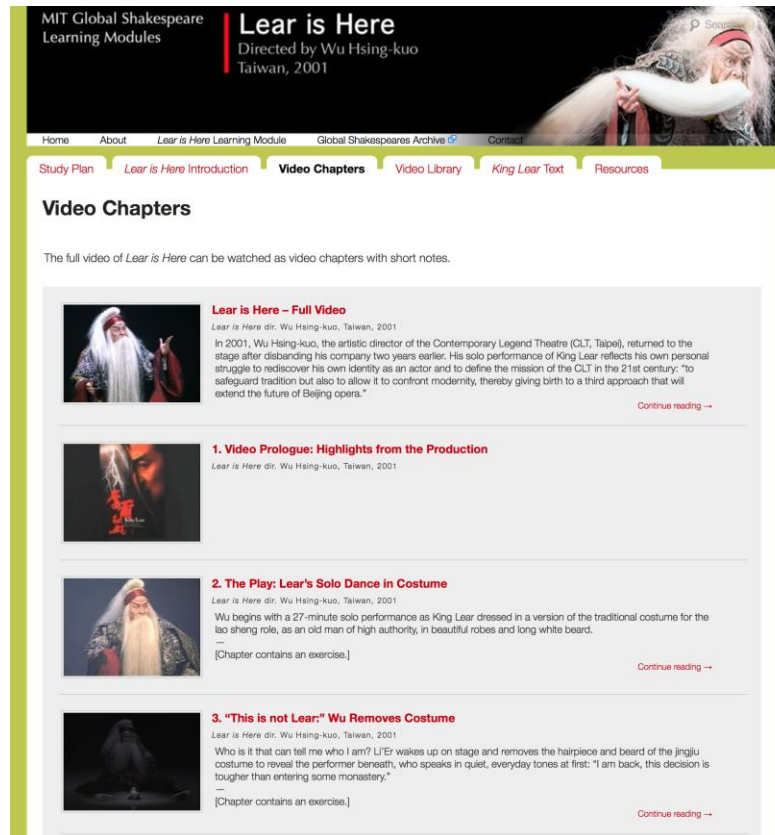 MIT Global Shakespeare
Learning Modules
Lear is Here
Directed by Wu Hsing-kuo
Taiwan, 2001
Home About Lear is Here Learning Module Global Shakespeares Archive Contact
Study Plan Lear is Here Introduction Video Chapters Video Library King Lear Text Resources
Video Chapters
The full video of Lear is Here can be watched as video chapters with short notes.
Lear is Here – Full Video
Lear is Here dir. Wu Hsing-kuo, Taiwan, 2001
In 2001, Wu Hsing-kuo, the artistic director of the Contemporary Legend Theatre (CLT, Taipei), returned to the
stage after disbanding his company two years earlier. His solo performance of King Lear reflects his own personal
struggle to rediscover his own identity as an actor and to define the mission of the CLT in the 21st century: “to
safeguard tradition but also to allow it to confront modernity, thereby giving birth to a third approach that will
extend the future of Beijing opera.”
Continue reading →
1. Video Prologue: Highlights from the Production
Lear is Here dir. Wu Hsing-kuo, Taiwan, 2001
2. The Play: Lear’s Solo Dance in Costume
Lear is Here dir. Wu Hsing-kuo, Taiwan, 2001
Wu begins with a 27-minute solo performance as King Lear dressed in a version of the traditional costume for the
lao sheng role, as an old man of high authority, in beautiful robes and long white beard.
—
[Chapter contains an exercise.]
Continue reading →
3. “This is not Lear:” Wu Removes Costume
Lear is Here dir. Wu Hsing-kuo, Taiwan, 2001
Who is it that can tell me who I am? Li’Er wakes up on stage and removes the hairpiece and beard of the jingjiu
costume to reveal the performer beneath, who speaks in quiet, everyday tones at first: “I am back, this decision is
tougher than entering some monastery.”
—
[Chapter contains an exercise.]
Continue reading →